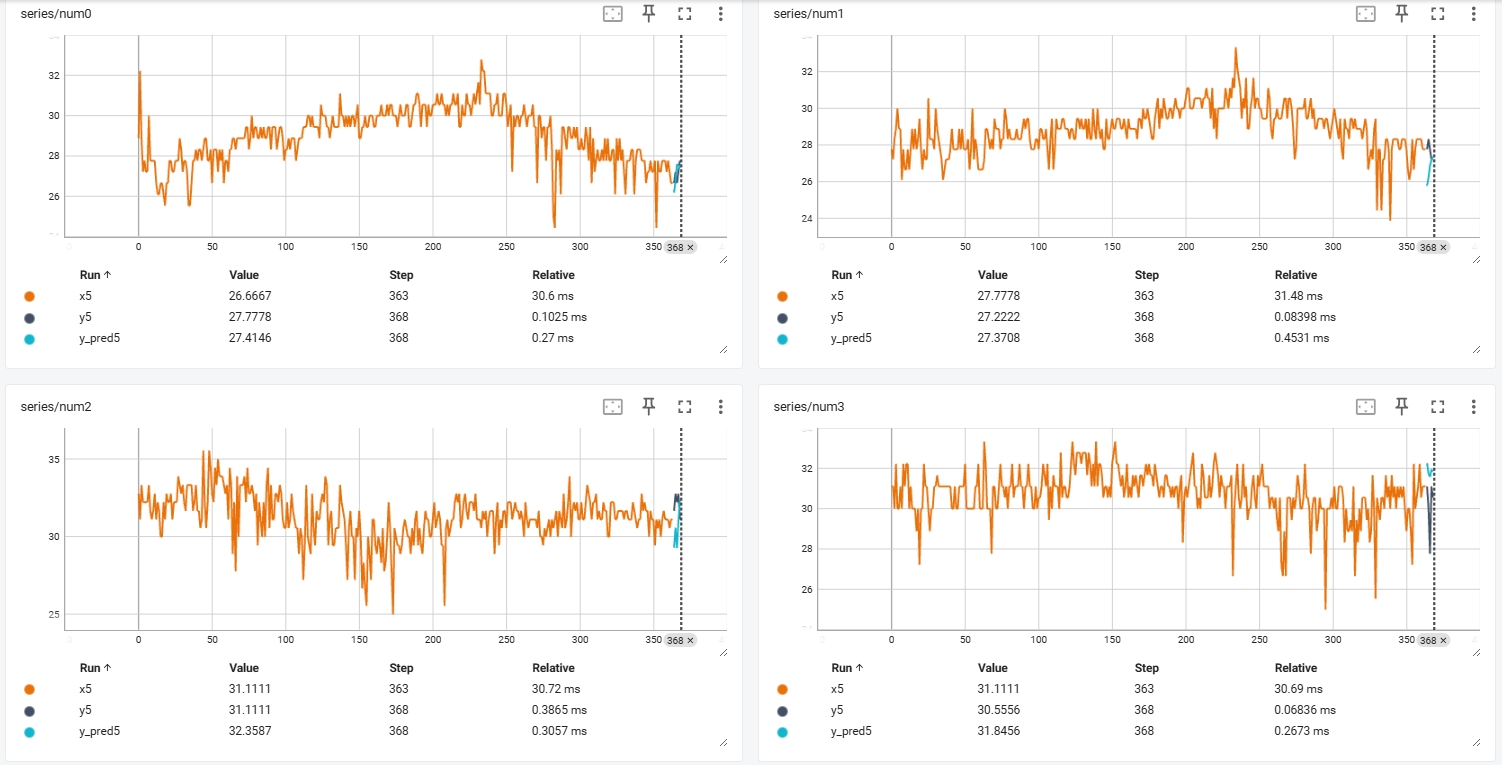 series/num0
32
30
28
26
0 50 100 150 200 250 300 350 368 ×
Run ↑ Value Step Relative
x5 26.6667 363 30.6 ms
y5 27.7778 368 0.1025 ms
y_pred5 27.4146 368 0.27 ms
series/num1
32
30
28
26
24
0 50 100 150 200 250 300 350 368 ×
Run ↑ Value Step Relative
x5 27.7778 363 31.48 ms
y5 27.2222 368 0.08398 ms
y_pred5 27.3708 368 0.4531 ms
series/num2
35
30
25
0 50 100 150 200 250 300 350 368 ×
Run ↑ Value Step Relative
x5 31.1111 363 30.72 ms
y5 31.1111 368 0.3865 ms
y_pred5 32.3587 368 0.3057 ms
series/num3
32
30
28
26
0 50 100 150 200 250 300 350 368 ×
Run ↑ Value Step Relative
x5 31.1111 363 30.69 ms
y5 30.5556 368 0.06836 ms
y_pred5 31.8456 368 0.2673 ms